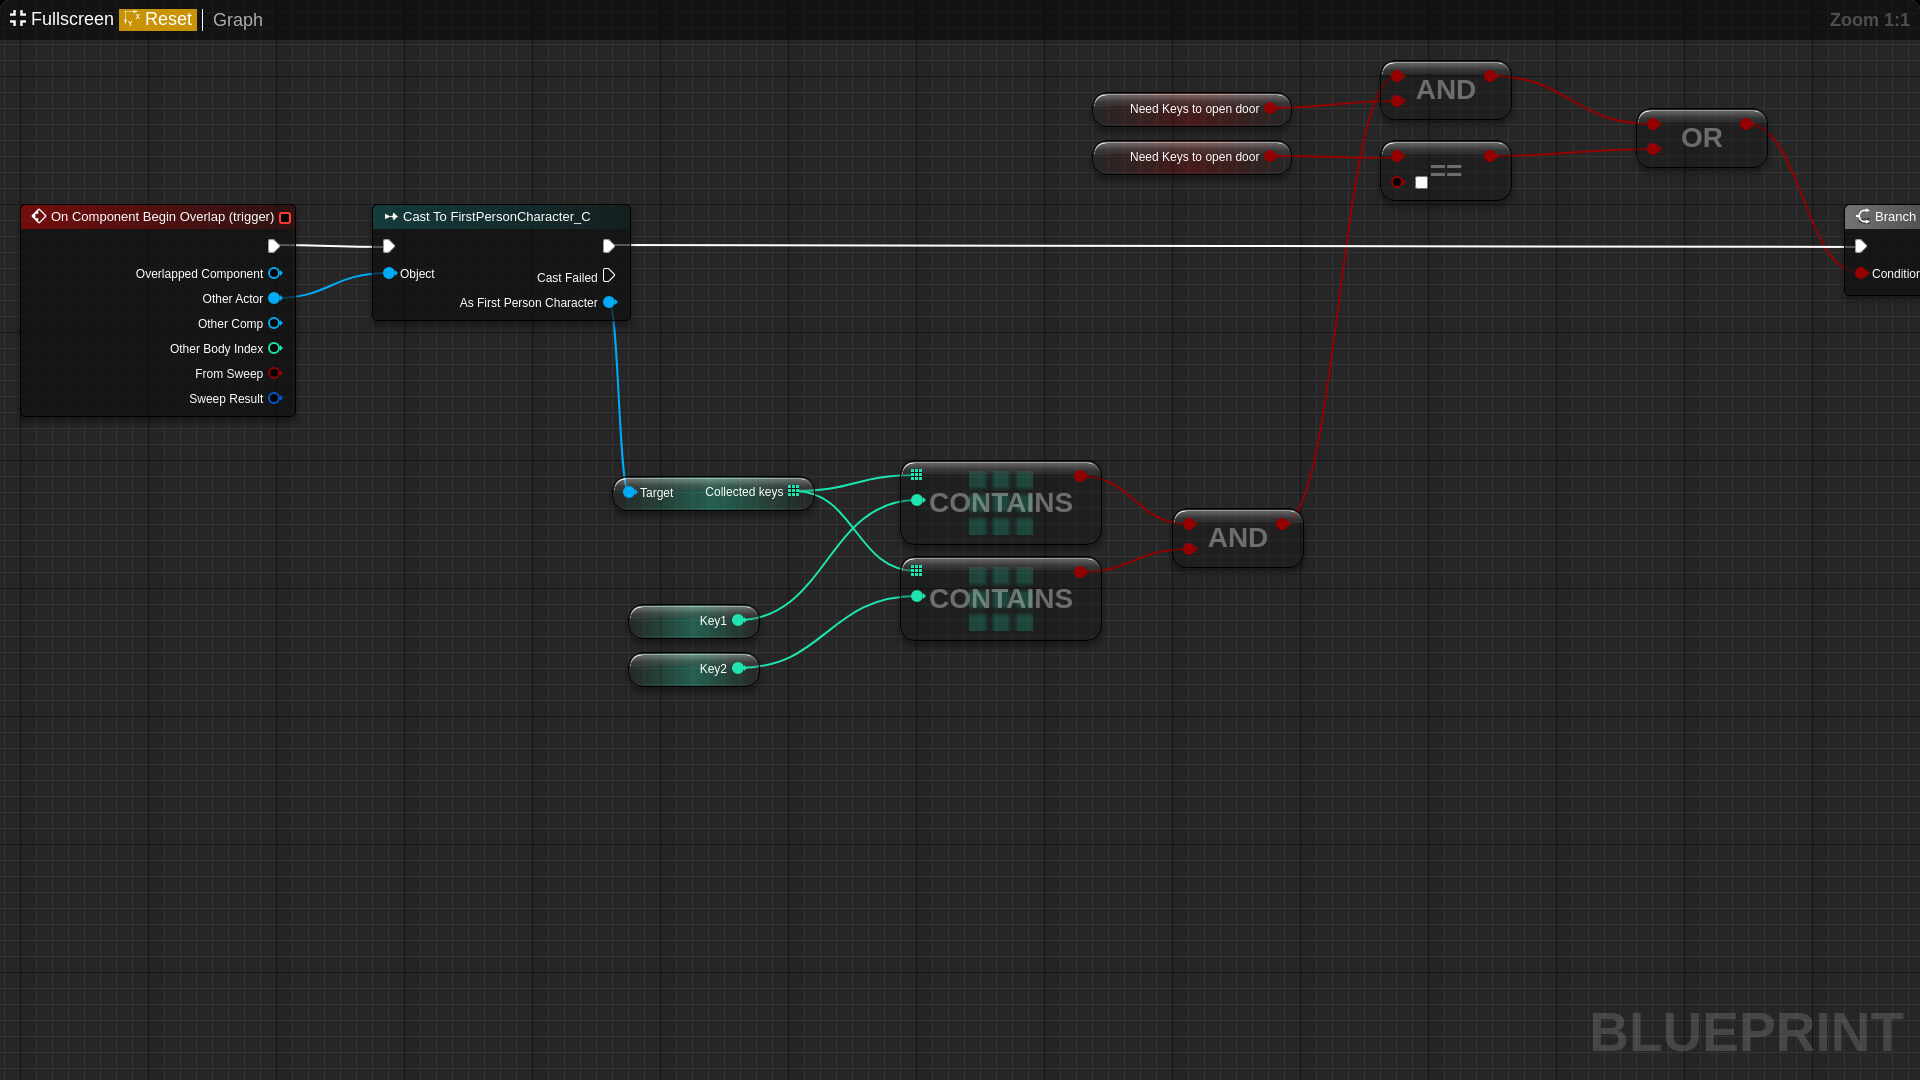 Fullscreen Reset Graph Zoom 1:1
Need Keys to open door
AND
OR
Need Keys to open door
==
On Component Begin Overlap (trigger)
Overlapped Component
Other Actor
Other Comp
Other Body Index
From Sweep
Sweep Result
Cast To FirstPersonCharacter_C
Object
Cast Failed
As First Person Character
Branch
Condition
Target Collected keys
CONTAINS
AND
CONTAINS
Key1
Key2
BLUEPRINT